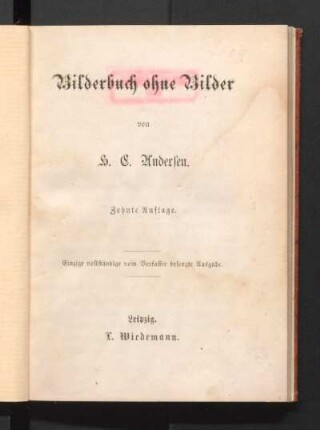 Bilderbuch ohne Bilder
von
H. C. Andersen.
Zehnte Auflage.
Einzige vollständige vom Verfasser besorgte Ausgabe.
Leipzig.
L. Wiedemann.